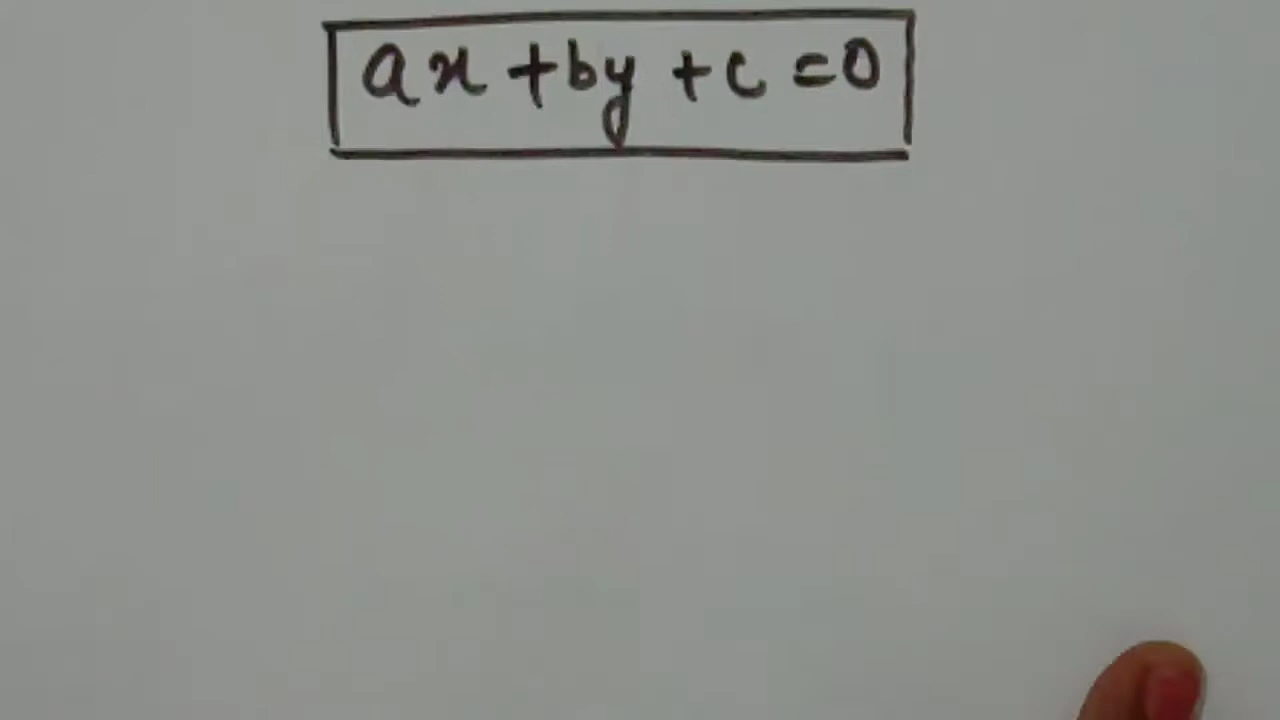 ax + by + c = 0